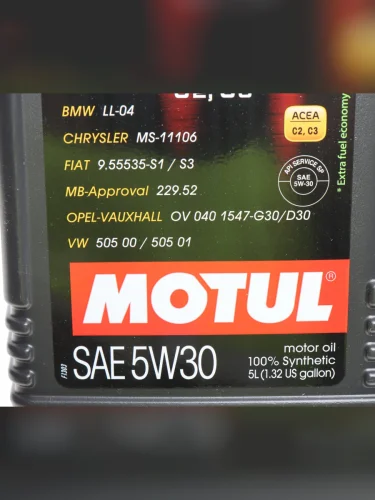 C2, C3
BMW LL-04
ACEA
C2, C3
CHRYSLER MS-11106
FIAT 9.55535-S1 / S3
API SERVICE SP
SAE
5W-30
* Extra fuel economy
MB-Approval 229.52
OPEL-VAUXHALL OV 040 1547-G30/D30
VW 505 00 / 505 01
MOTUL®
SAE 5W30
motor oil
100% Synthetic
5L (1.32 US gallon)